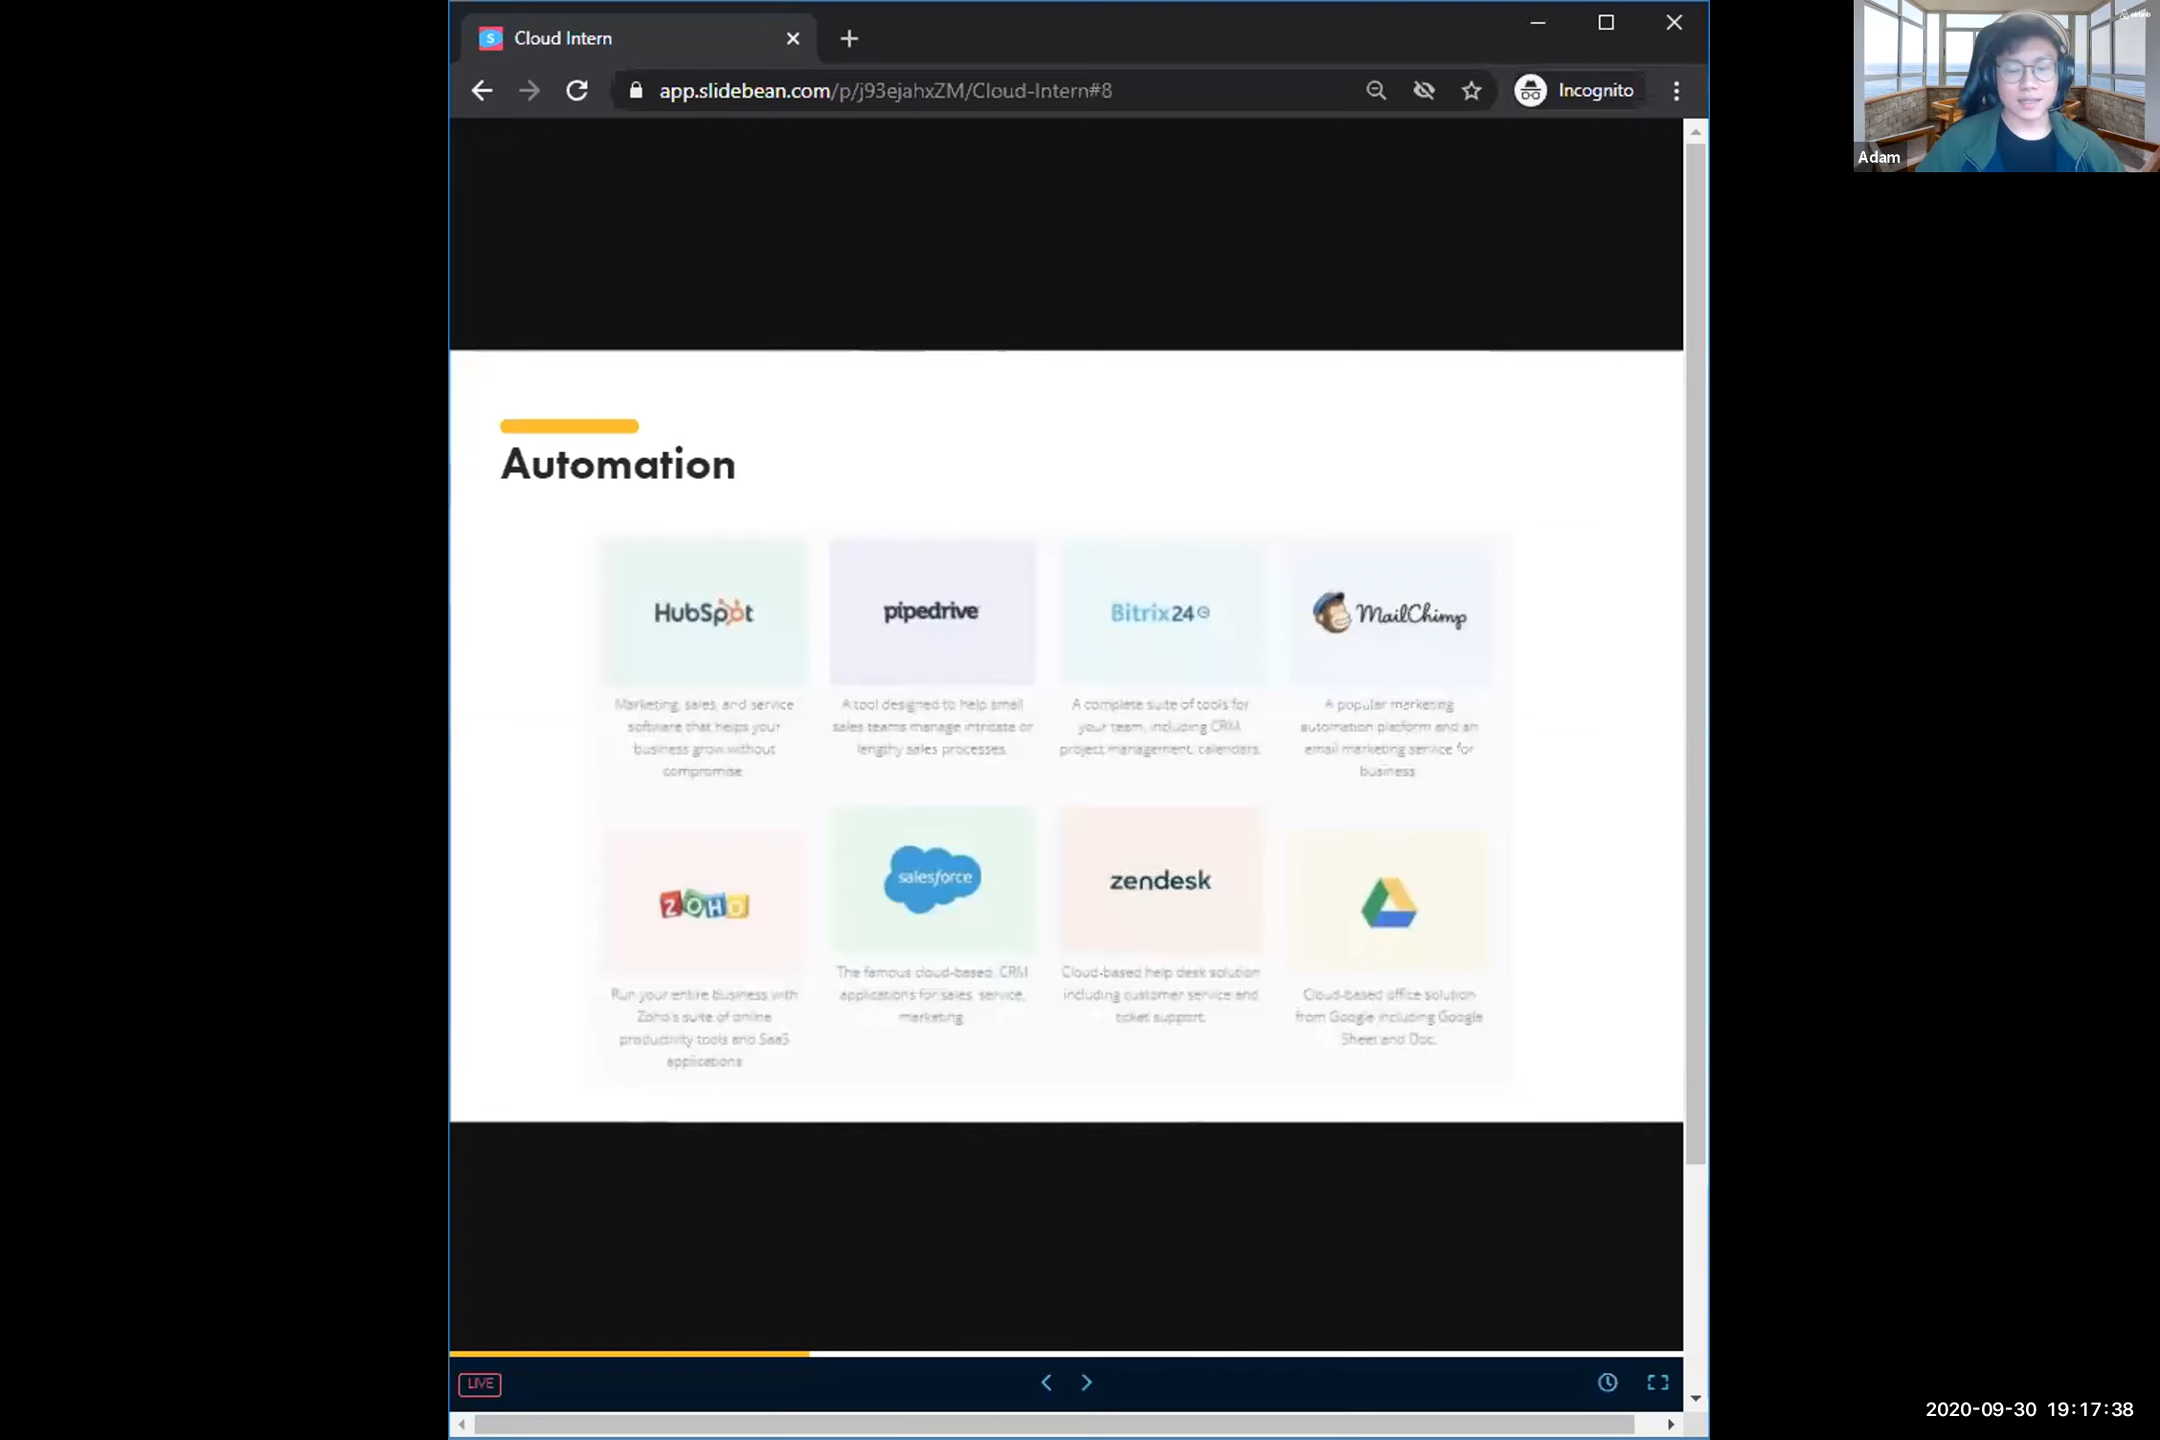 Cloud Intern
app.slidebean.com/p/j93ejahxZM/Cloud-Intern#8
Incognito
Adam
Automation
HubSpot
pipedrive
Bitrix24
MailChimp
Marketing, sales, and service
software that helps your
business grow without
compromise
A tool designed to help small
sales teams manage intricate or
lengthy sales processes.
A complete suite of tools for
your team, including CRM,
project management, calendars.
A popular marketing
automation platform and an
email marketing service for
business.
ZOHO
salesforce
zendesk
Run your entire Business with
Zoho's suite of online
productivity tools and SaaS
applications
The famous cloud-based, CRM
applications for sales, service,
marketing
Cloud-based help desk solution
including customer service and
ticket support.
Cloud-based office solution
from Google including Google
Sheet and Doc.
LIVE
2020-09-30 19:17:38